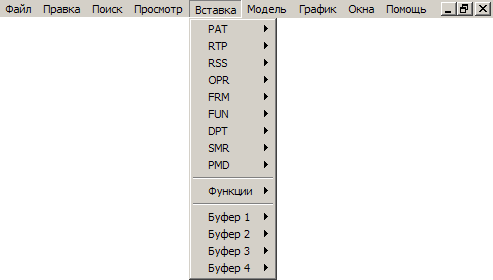 Файл Правка Поиск Просмотр Вставка Модель График Окна Помощь
PAT
RTP
RSS
OPR
FRM
FUN
DPT
SMR
PMD
Функции
Буфер 1
Буфер 2
Буфер 3
Буфер 4